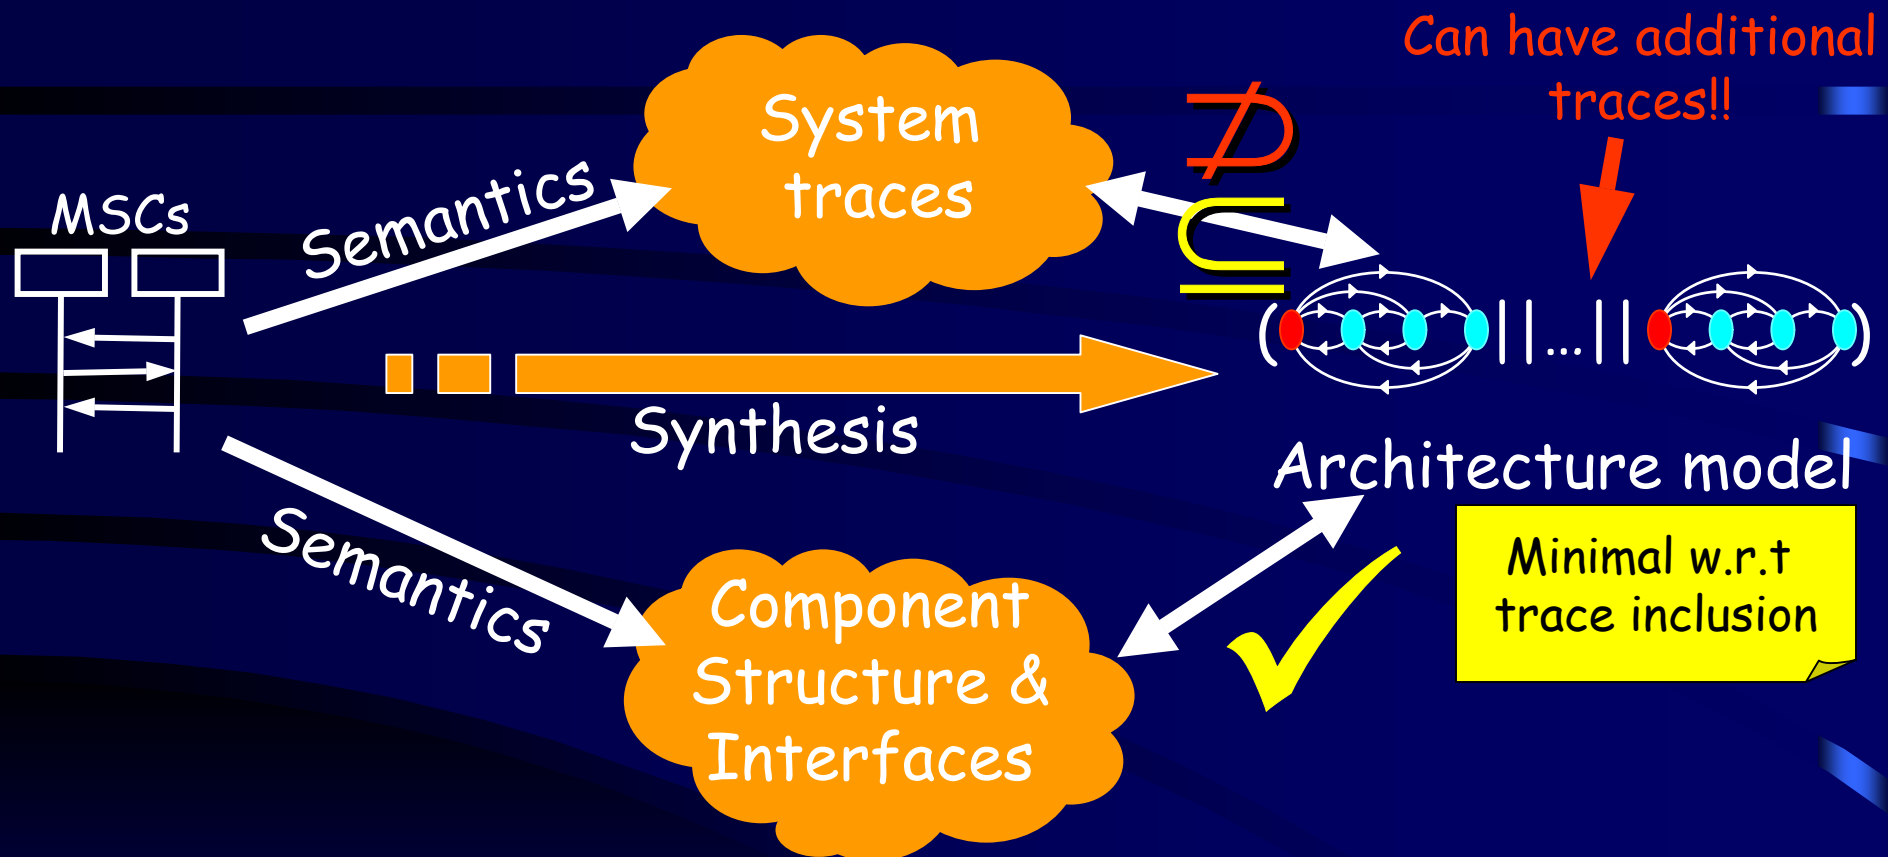 Can have additional
traces!!
System
traces
⊅
⊆
MSCs
Semantics
( ||...|| )
Synthesis
Architecture model
Semantics
Minimal w.r.t
trace inclusion
Component
Structure &
Interfaces